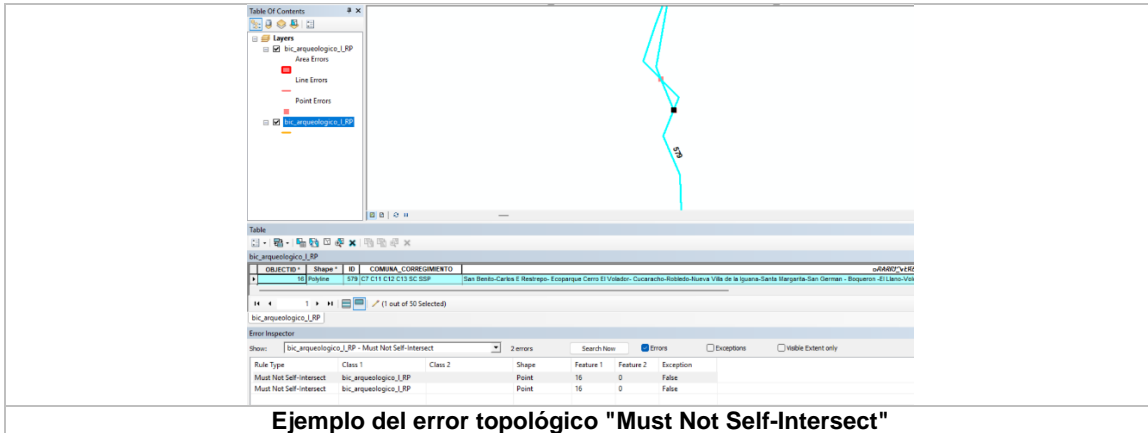 Table Of Contents
Layers
bic_arqueologico_l_RP
Area Errors
Line Errors
Point Errors
bic_arqueologico_l_RP
579
Table
bic_arqueologico_l_RP
OBJECTID * Shape * ID COMUNA_CORREGIMIENTO
16 Polyline 579 C7 C11 C12 C13 SC SSP San Benito-Carlos E Restrepo- Ecoparque Cerro El Volador- Cucaracho-Robledo-Nueva Villa de la Iguana-Santa Margarita-San German - Boqueron -El Llano-Vol
1 (1 out of 50 Selected)
bic_arqueologico_l_RP
Error Inspector
Show: bic_arqueologico_l_RP - Must Not Self-Intersect 2 errors Search Now Errors Exceptions Visible Extent only
Rule Type Class 1 Class 2 Shape Feature 1 Feature 2 Exception
Must Not Self-Intersect bic_arqueologico_l_RP Point 16 0 False
Must Not Self-Intersect bic_arqueologico_l_RP Point 16 0 False
Ejemplo del error topológico "Must Not Self-Intersect"